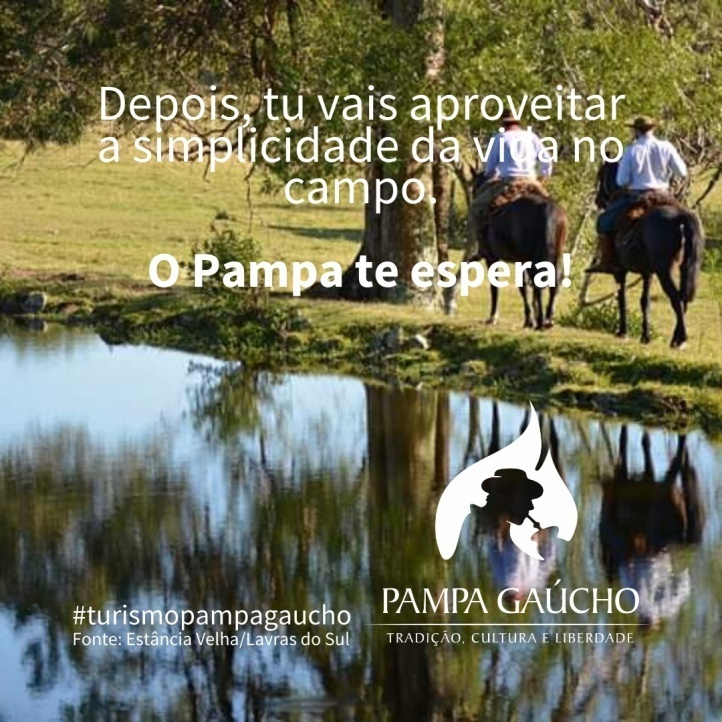 Depois, tu vais aproveitar
a simplicidade da vida no
campo.
O Pampa te espera!
PAMPA GAÚCHO
TRADIÇÃO, CULTURA E LIBERDADE
#turismopampagaucho
Fonte: Estância Velha/Lavras do Sul